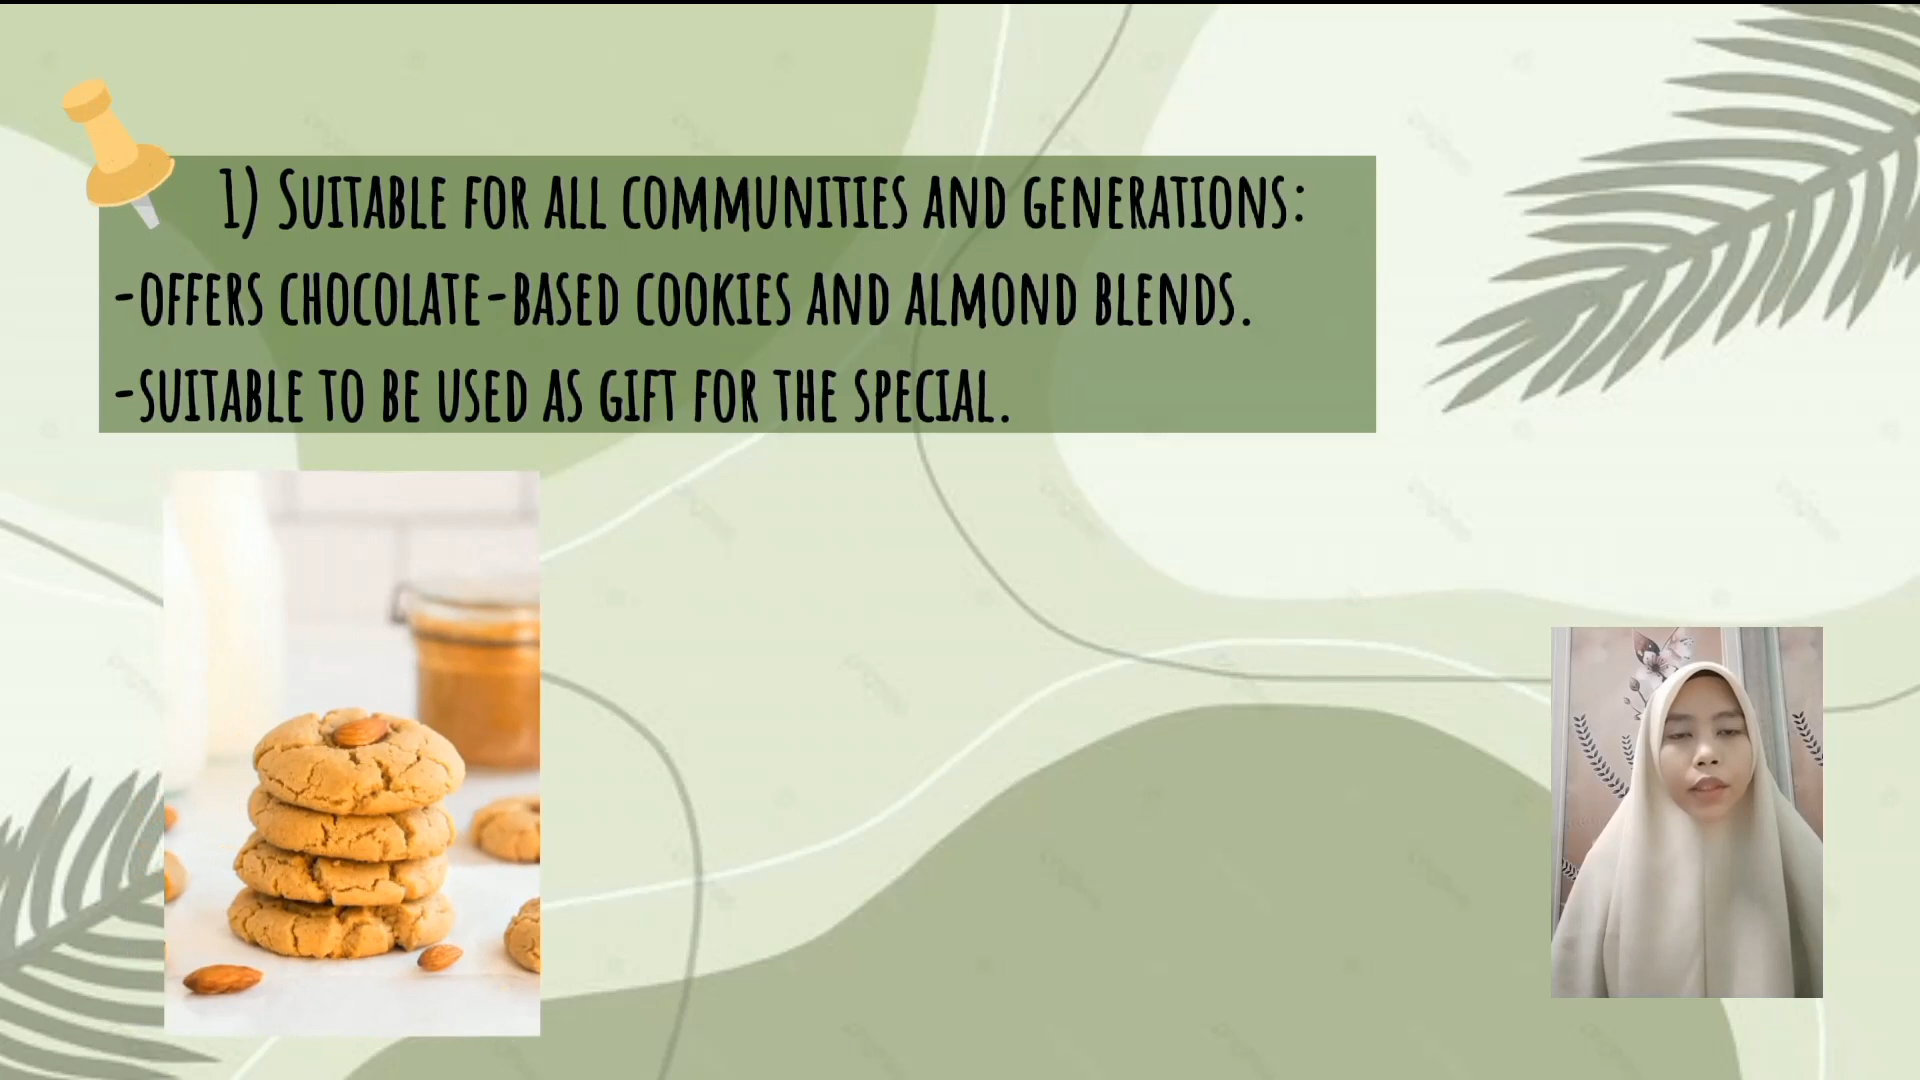 1) SUITABLE FOR ALL COMMUNITIES AND GENERATIONS:
-OFFERS CHOCOLATE-BASED COOKIES AND ALMOND BLENDS.
-SUITABLE TO BE USED AS GIFT FOR THE SPECIAL.